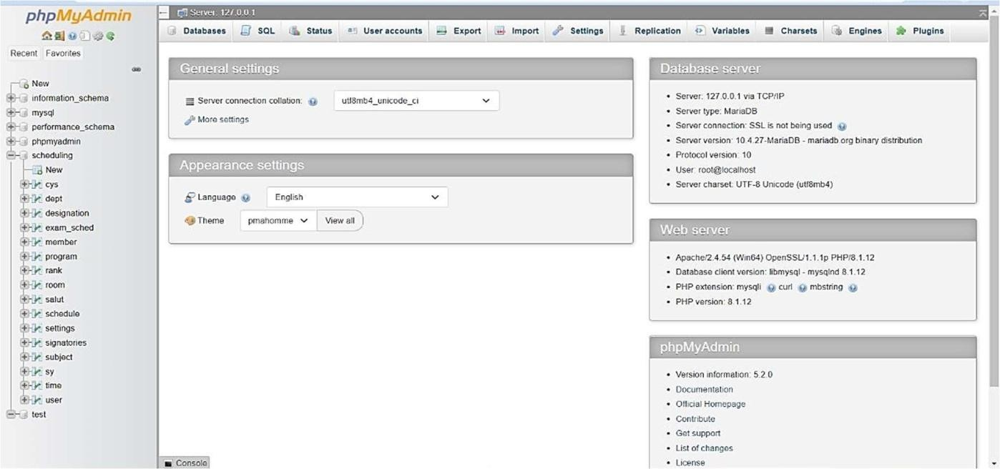 phpMyAdmin
Recent Favorites
New
information_schema
mysql
performance_schema
phpmyadmin
scheduling
New
cys
dept
designation
exam_sched
member
program
rank
room
salut
schedule
settings
signatories
subject
sy
time
user
test
Server: 127.0.0.1
Databases SQL Status User accounts Export Import Settings Replication Variables Charsets Engines Plugins
General settings
Server connection collation: utf8mb4_unicode_ci
More settings
Appearance settings
Language English
Theme pmahomme View all
Database server
• Server: 127.0.0.1 via TCP/IP
• Server type: MariaDB
• Server connection: SSL is not being used
• Server version: 10.4.27-MariaDB - mariadb.org binary distribution
• Protocol version: 10
• User: root@localhost
• Server charset: UTF-8 Unicode (utf8mb4)
Web server
• Apache/2.4.54 (Win64) OpenSSL/1.1.1p PHP/8.1.12
• Database client version: libmysql - mysqlnd 8.1.12
• PHP extension: mysqli curl mbstring
• PHP version: 8.1.12
phpMyAdmin
• Version information: 5.2.0
• Documentation
• Official Homepage
• Contribute
• Get support
• List of changes
• License
Console